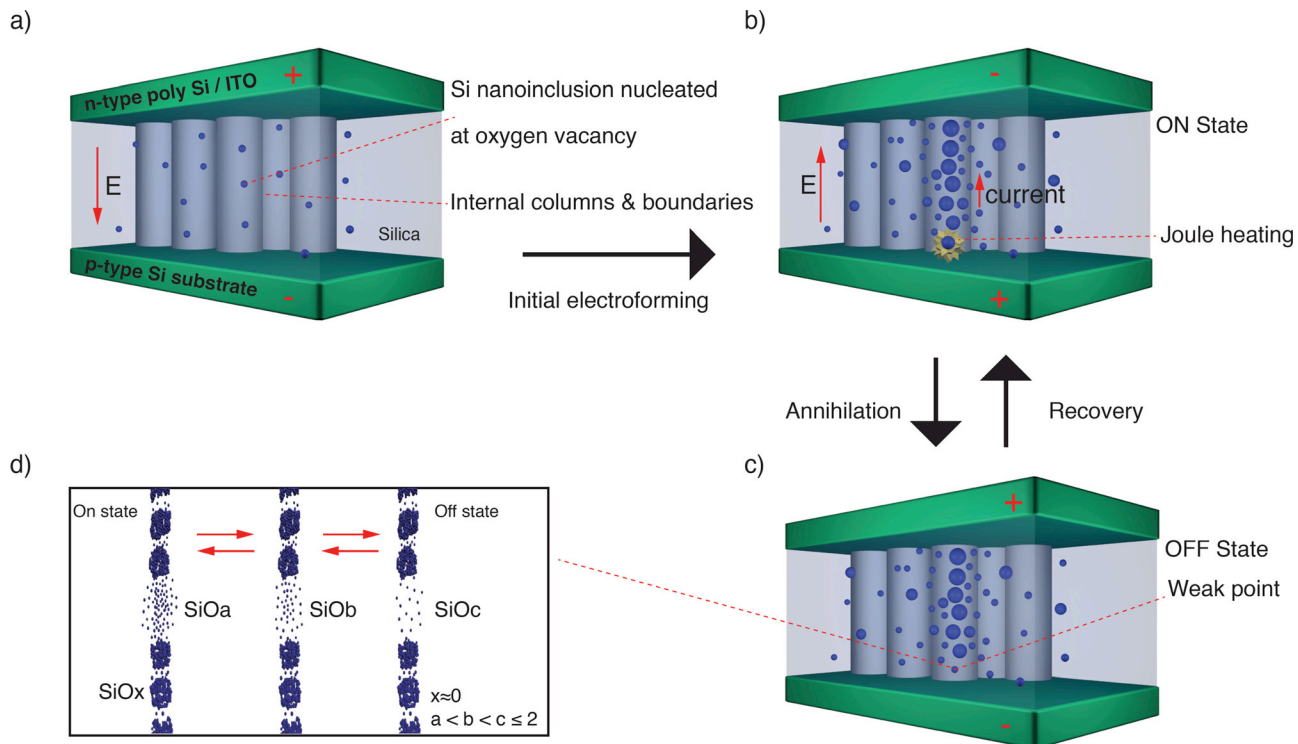 a)
+
n-type poly Si / ITO
E
Silica
p-type Si substrate
-
Si nanoinclusion nucleated
at oxygen vacancy
Internal columns & boundaries
Initial electroforming
b)
-
ON State
E
current
Joule heating
+
Annihilation
Recovery
c)
+
OFF State
Weak point
-
d)
On state
Off state
SiOa
SiOb
SiOc
SiOx
x≈0
a < b < c ≤ 2